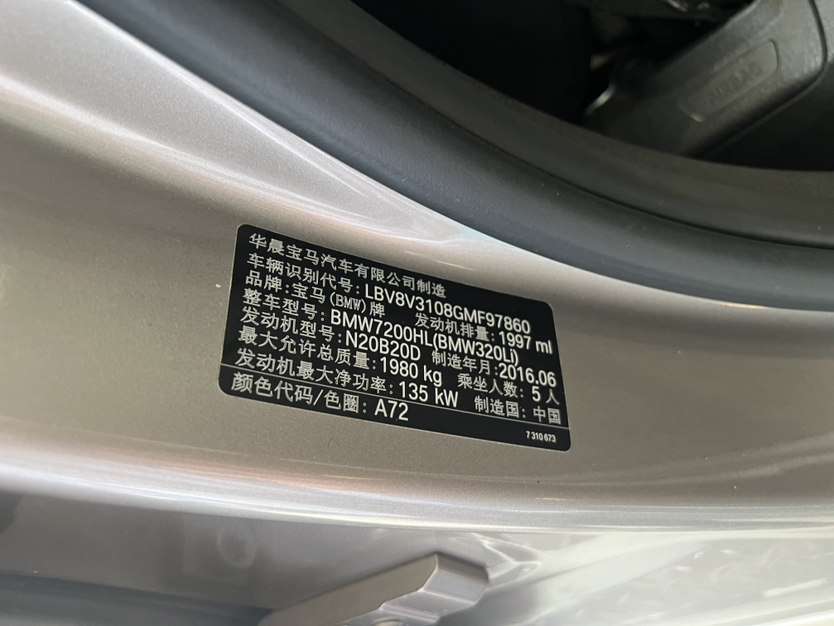 华晨宝马汽车有限公司制造
车辆识别代号: LBV8V3108GMF97860
品牌: 宝马(BMW)牌 发动机排量: 1997 ml
整车型号: BMW7200HL(BMW320Li)
发动机型号: N20B20D 制造年月: 2016.06
最大允许总质量: 1980 kg 乘坐人数: 5 人
发动机最大净功率: 135 kW 制造国: 中国
颜色代码/色圈: A72
7 310 673
AIRBAG